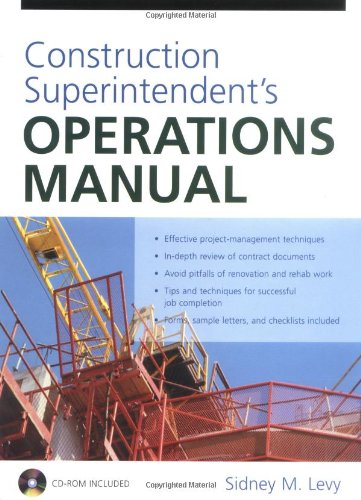 Copyrighted Material
Construction
Superintendent's
OPERATIONS
MANUAL
• Effective project-management techniques
• In-depth review of contract documents
• Avoid pitfalls of renovation and rehab work
• Tips and techniques for successful
job completion
• Forms, sample letters, and checklists included
CD-ROM INCLUDED
Sidney M. Levy
Copyrighted Material